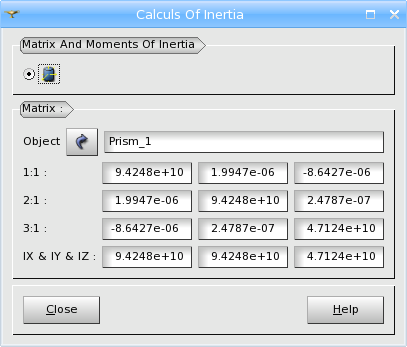 Calculs Of Inertia
Matrix And Moments Of Inertia
Matrix :
Object Prism_1
1:1 : 9.4248e+10 1.9947e-06 -8.6427e-06
2:1 : 1.9947e-06 9.4248e+10 2.4787e-07
3:1 : -8.6427e-06 2.4787e-07 4.7124e+10
IX & IY & IZ : 9.4248e+10 9.4248e+10 4.7124e+10
Close Help